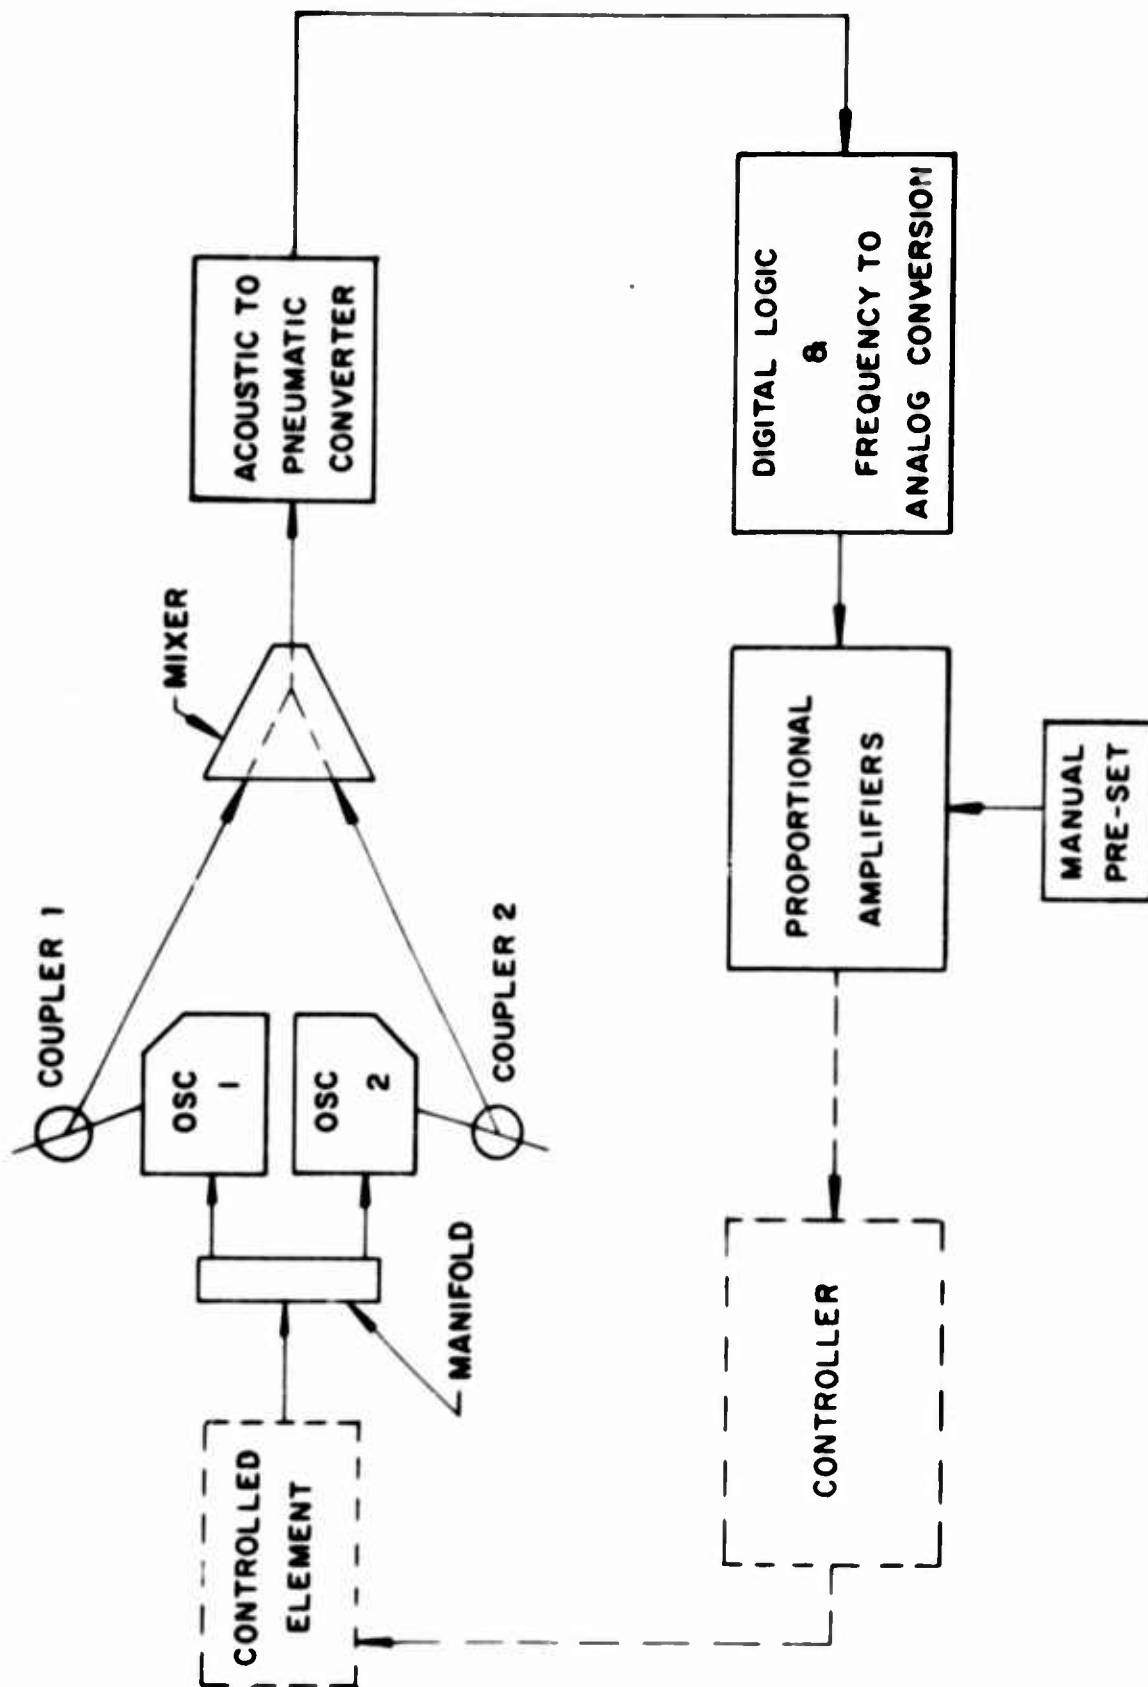 CONTROLLED
ELEMENT
MANIFOLD
OSC
1
OSC
2
COUPLER 1
COUPLER 2
MIXER
ACOUSTIC TO
PNEUMATIC
CONVERTER
DIGITAL LOGIC
&
FREQUENCY TO
ANALOG CONVERSION
PROPORTIONAL
AMPLIFIERS
MANUAL
PRE-SET
CONTROLLER